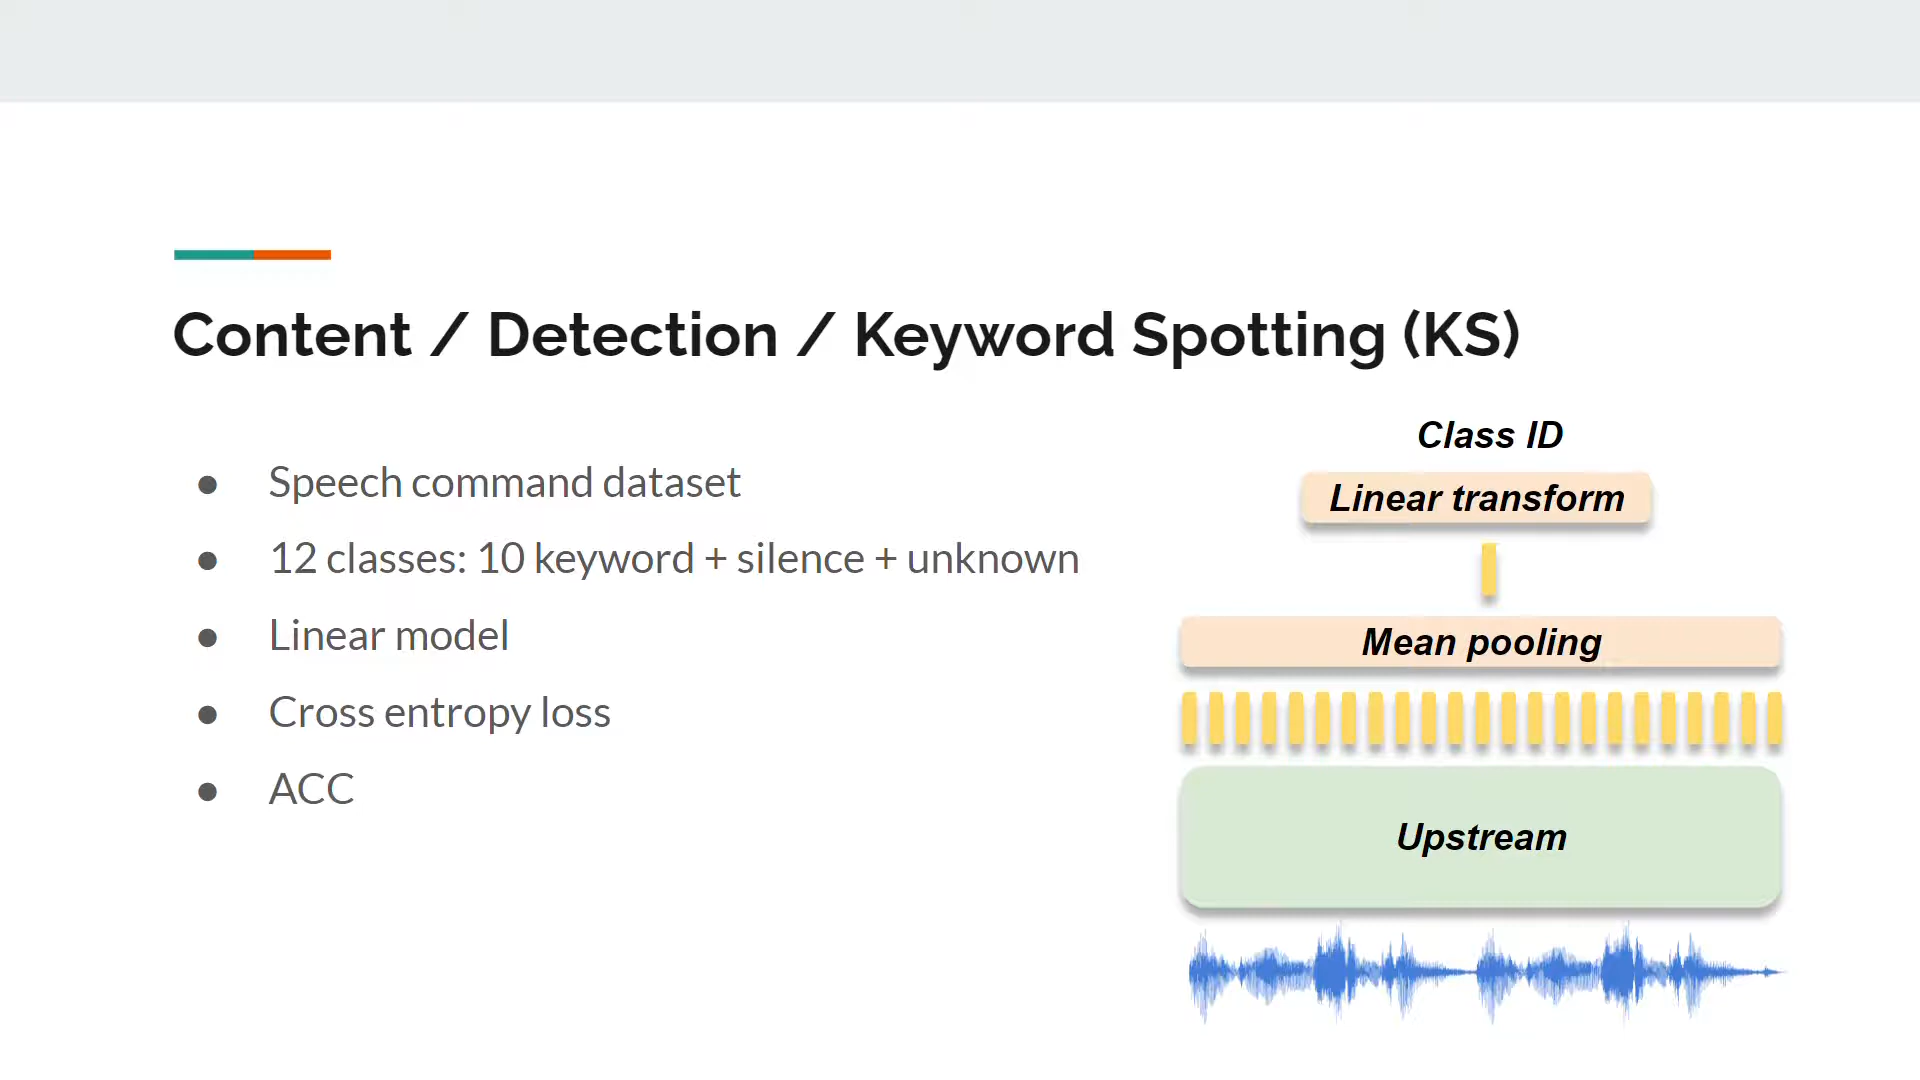 Content / Detection / Keyword Spotting (KS)
● Speech command dataset
● 12 classes: 10 keyword + silence + unknown
● Linear model
● Cross entropy loss
● ACC
Class ID
Linear transform
Mean pooling
Upstream